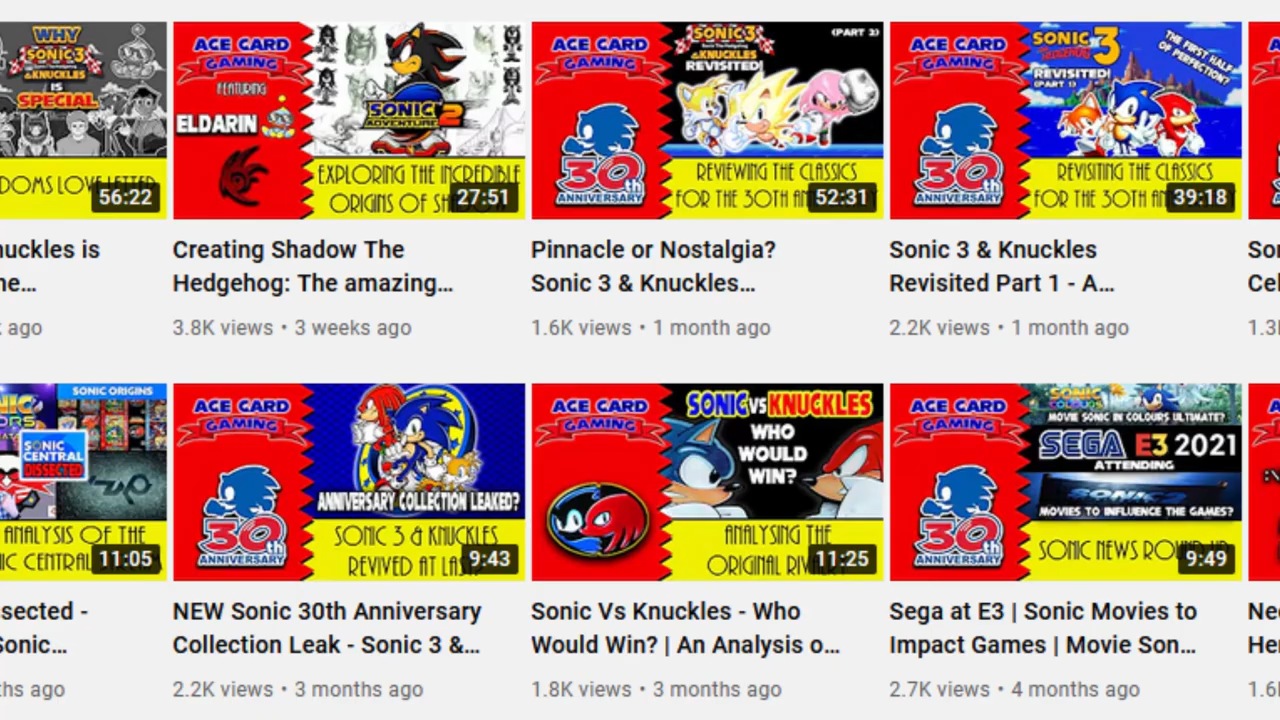 WHY
SONIC 3
& KNUCKLES
IS
SPECIAL
DOMS LOVE LETTER
56:22
ACE CARD
GAMING
FEATURING
ELDARIN
SONIC
ADVENTURE 2
EXPLORING THE INCREDIBLE
ORIGINS OF SH
27:51
ACE CARD
GAMING
30th
ANNIVERSARY
SONIC 3
& KNUCKLES
REVISITED!
(PART 2)
REVIEWING THE CLASSICS
FOR THE 30TH AN
52:31
ACE CARD
GAMING
30th
ANNIVERSARY
SONIC 3
REVISITED!
(PART 1)
THE FIRST HALF
OF PERFECTION?
REVISITING THE CLASSICS
FOR THE 30TH AN
39:18
nuckles is
ne...
k ago
Creating Shadow The
Hedgehog: The amazing...
3.8K views • 3 weeks ago
Pinnacle or Nostalgia?
Sonic 3 & Knuckles...
1.6K views • 1 month ago
Sonic 3 & Knuckles
Revisited Part 1 - A...
2.2K views • 1 month ago
Son
Cel
1.3
SONIC ORIGINS
SONIC
CENTRAL
DISSECTED
ANALYSIS OF THE
IC CENTRAL
11:05
ACE CARD
GAMING
30th
ANNIVERSARY
ANNIVERSARY COLLECTION LEAKED?
SONIC 3 & KNUCKLES
REVIVED AT LAST?
9:43
ACE CARD
GAMING
SONIC VS KNUCKLES
WHO
WOULD
WIN?
ANALYSING THE
ORIGINAL RIVALRY
11:25
ACE CARD
GAMING
30th
ANNIVERSARY
MOVIE SONIC IN COLOURS ULTIMATE?
SEGA E3 2021
ATTENDING
MOVIES TO INFLUENCE THE GAMES?
SONIC NEWS ROUND UP
9:49
ssected -
Sonic...
ths ago
NEW Sonic 30th Anniversary
Collection Leak - Sonic 3 &...
2.2K views • 3 months ago
Sonic Vs Knuckles - Who
Would Win? | An Analysis o...
1.8K views • 3 months ago
Sega at E3 | Sonic Movies to
Impact Games | Movie Son...
2.7K views • 4 months ago
Ne
Her
1.6